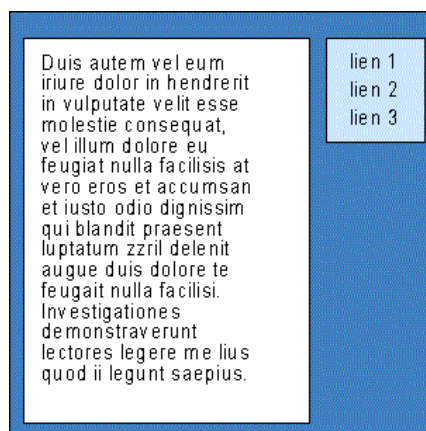 Duis autem vel eum
iriure dolor in hendrerit
in vulputate velit esse
molestie consequat,
vel illum dolore eu
feugiat nulla facilisis at
vero eros et accumsan
et iusto odio dignissim
qui blandit praesent
luptatum zzril delenit
augue duis dolore te
feugait nulla facilisi.
Investigationes
demonstraverunt
lectores legere me lius
quod ii legunt saepius.
lien 1
lien 2
lien 3